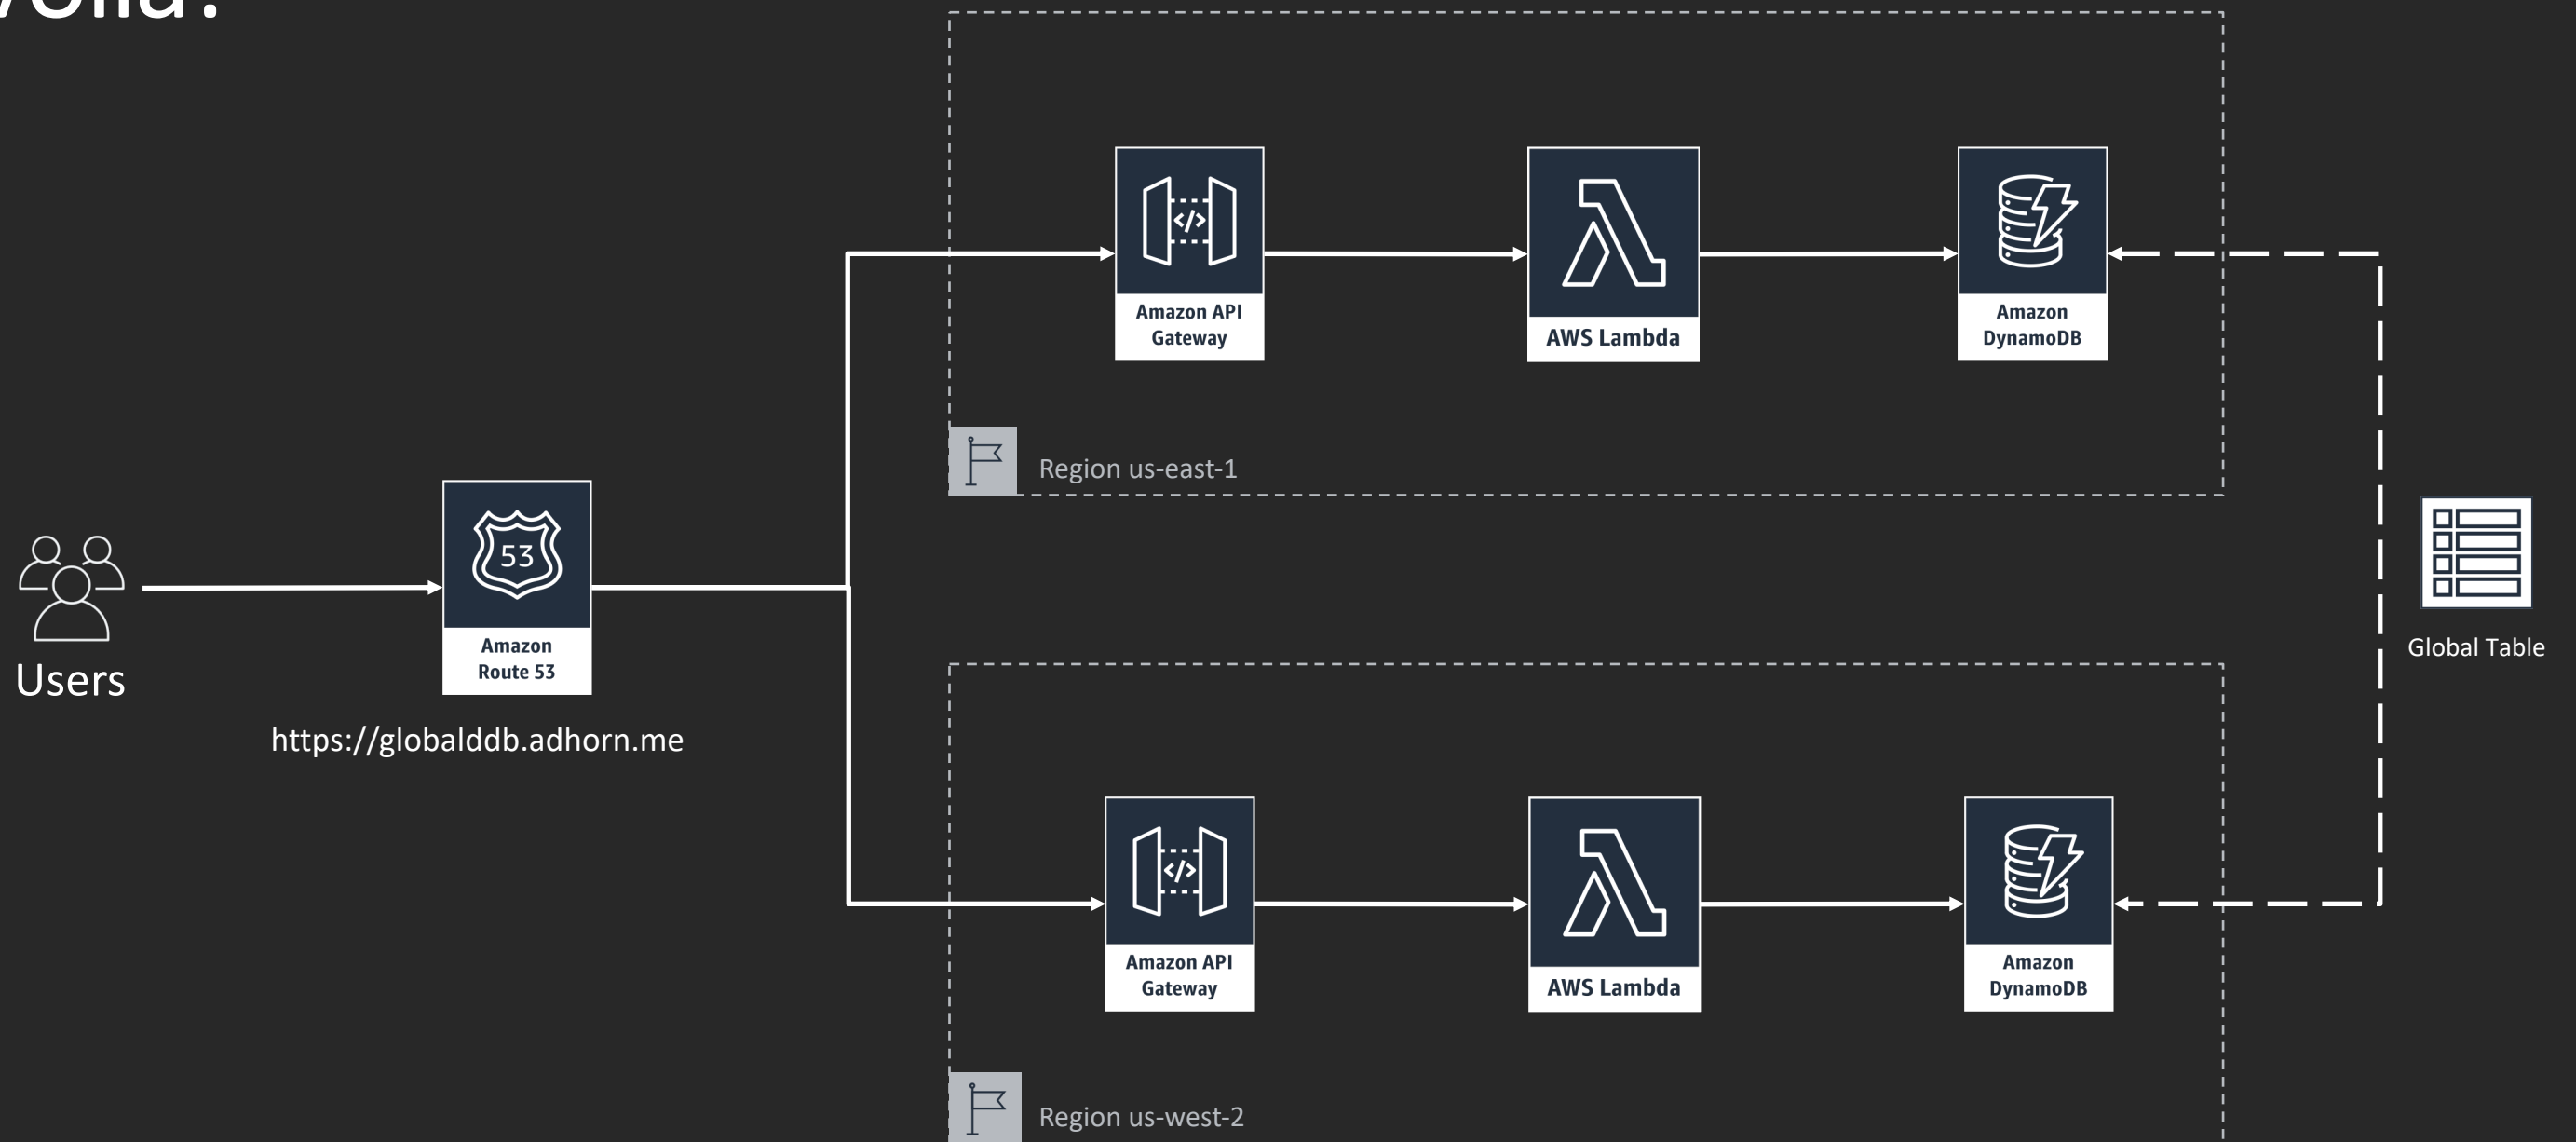 Amazon API
Gateway
AWS Lambda
Amazon
DynamoDB
Region us-east-1
53
Amazon
Route 53
Users
https://globalddb.adhorn.me
Global Table
Amazon API
Gateway
AWS Lambda
Amazon
DynamoDB
Region us-west-2